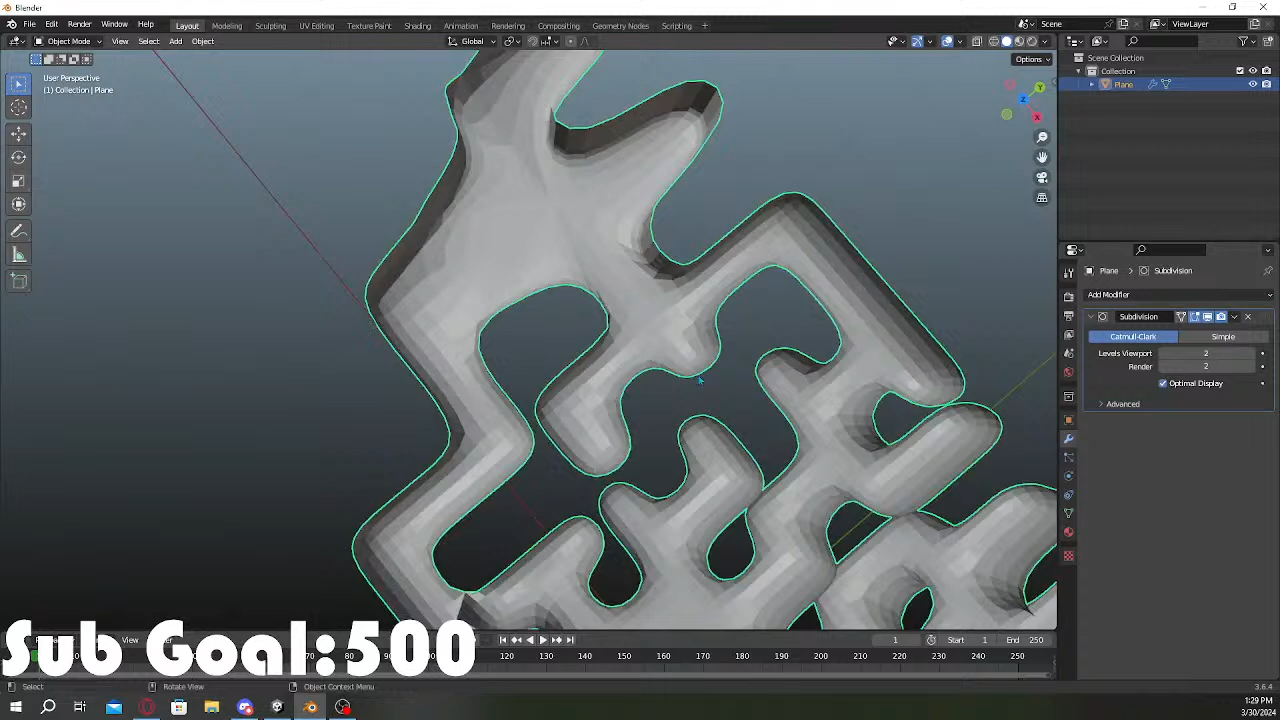 Blender
File Edit Render Window Help
Layout Modeling Sculpting UV Editing Texture Paint Shading Animation Rendering Compositing Geometry Nodes Scripting +
Scene
ViewLayer
Object Mode View Select Add Object
Global
Options
User Perspective
(1) Collection | Plane
X
Y
Z
Scene Collection
Collection
Plane
Plane > Subdivision
Add Modifier
Subdivision
Catmull-Clark Simple
Levels Viewport 2
Render 2
Optimal Display
Advanced
View
1 Start 1 End 250
120 130 140 150 160 170 180 190 200 210 220 230 240 250
Sub Goal:500
Select Rotate View Object Context Menu
3.6.4
1:29 PM
3/30/2024